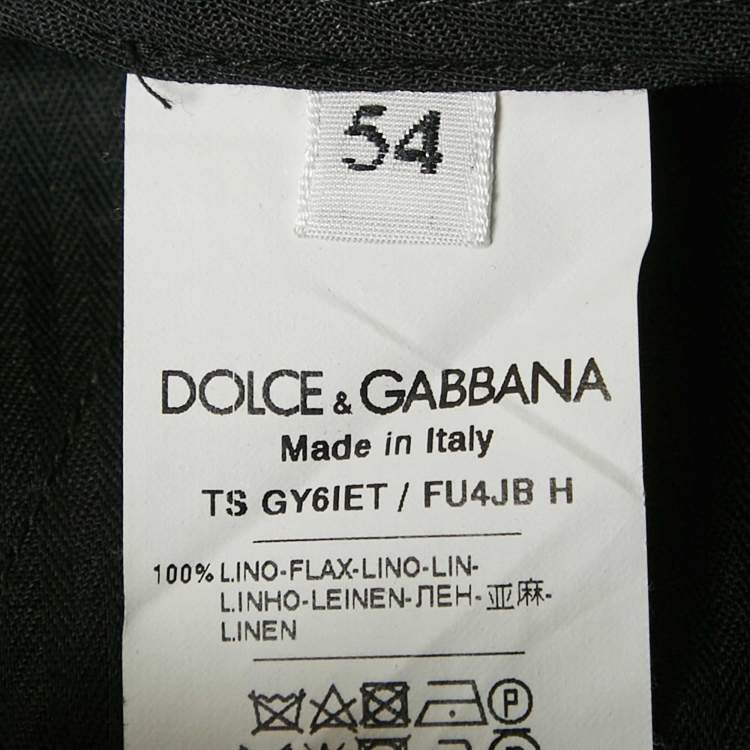 54
DOLCE & GABBANA
Made in Italy
TS GY6IET / FU4JB H
100% LINO-FLAX-LINO-LIN-
LINHO-LEINEN-ЛЕН-亚麻-
LINEN
P